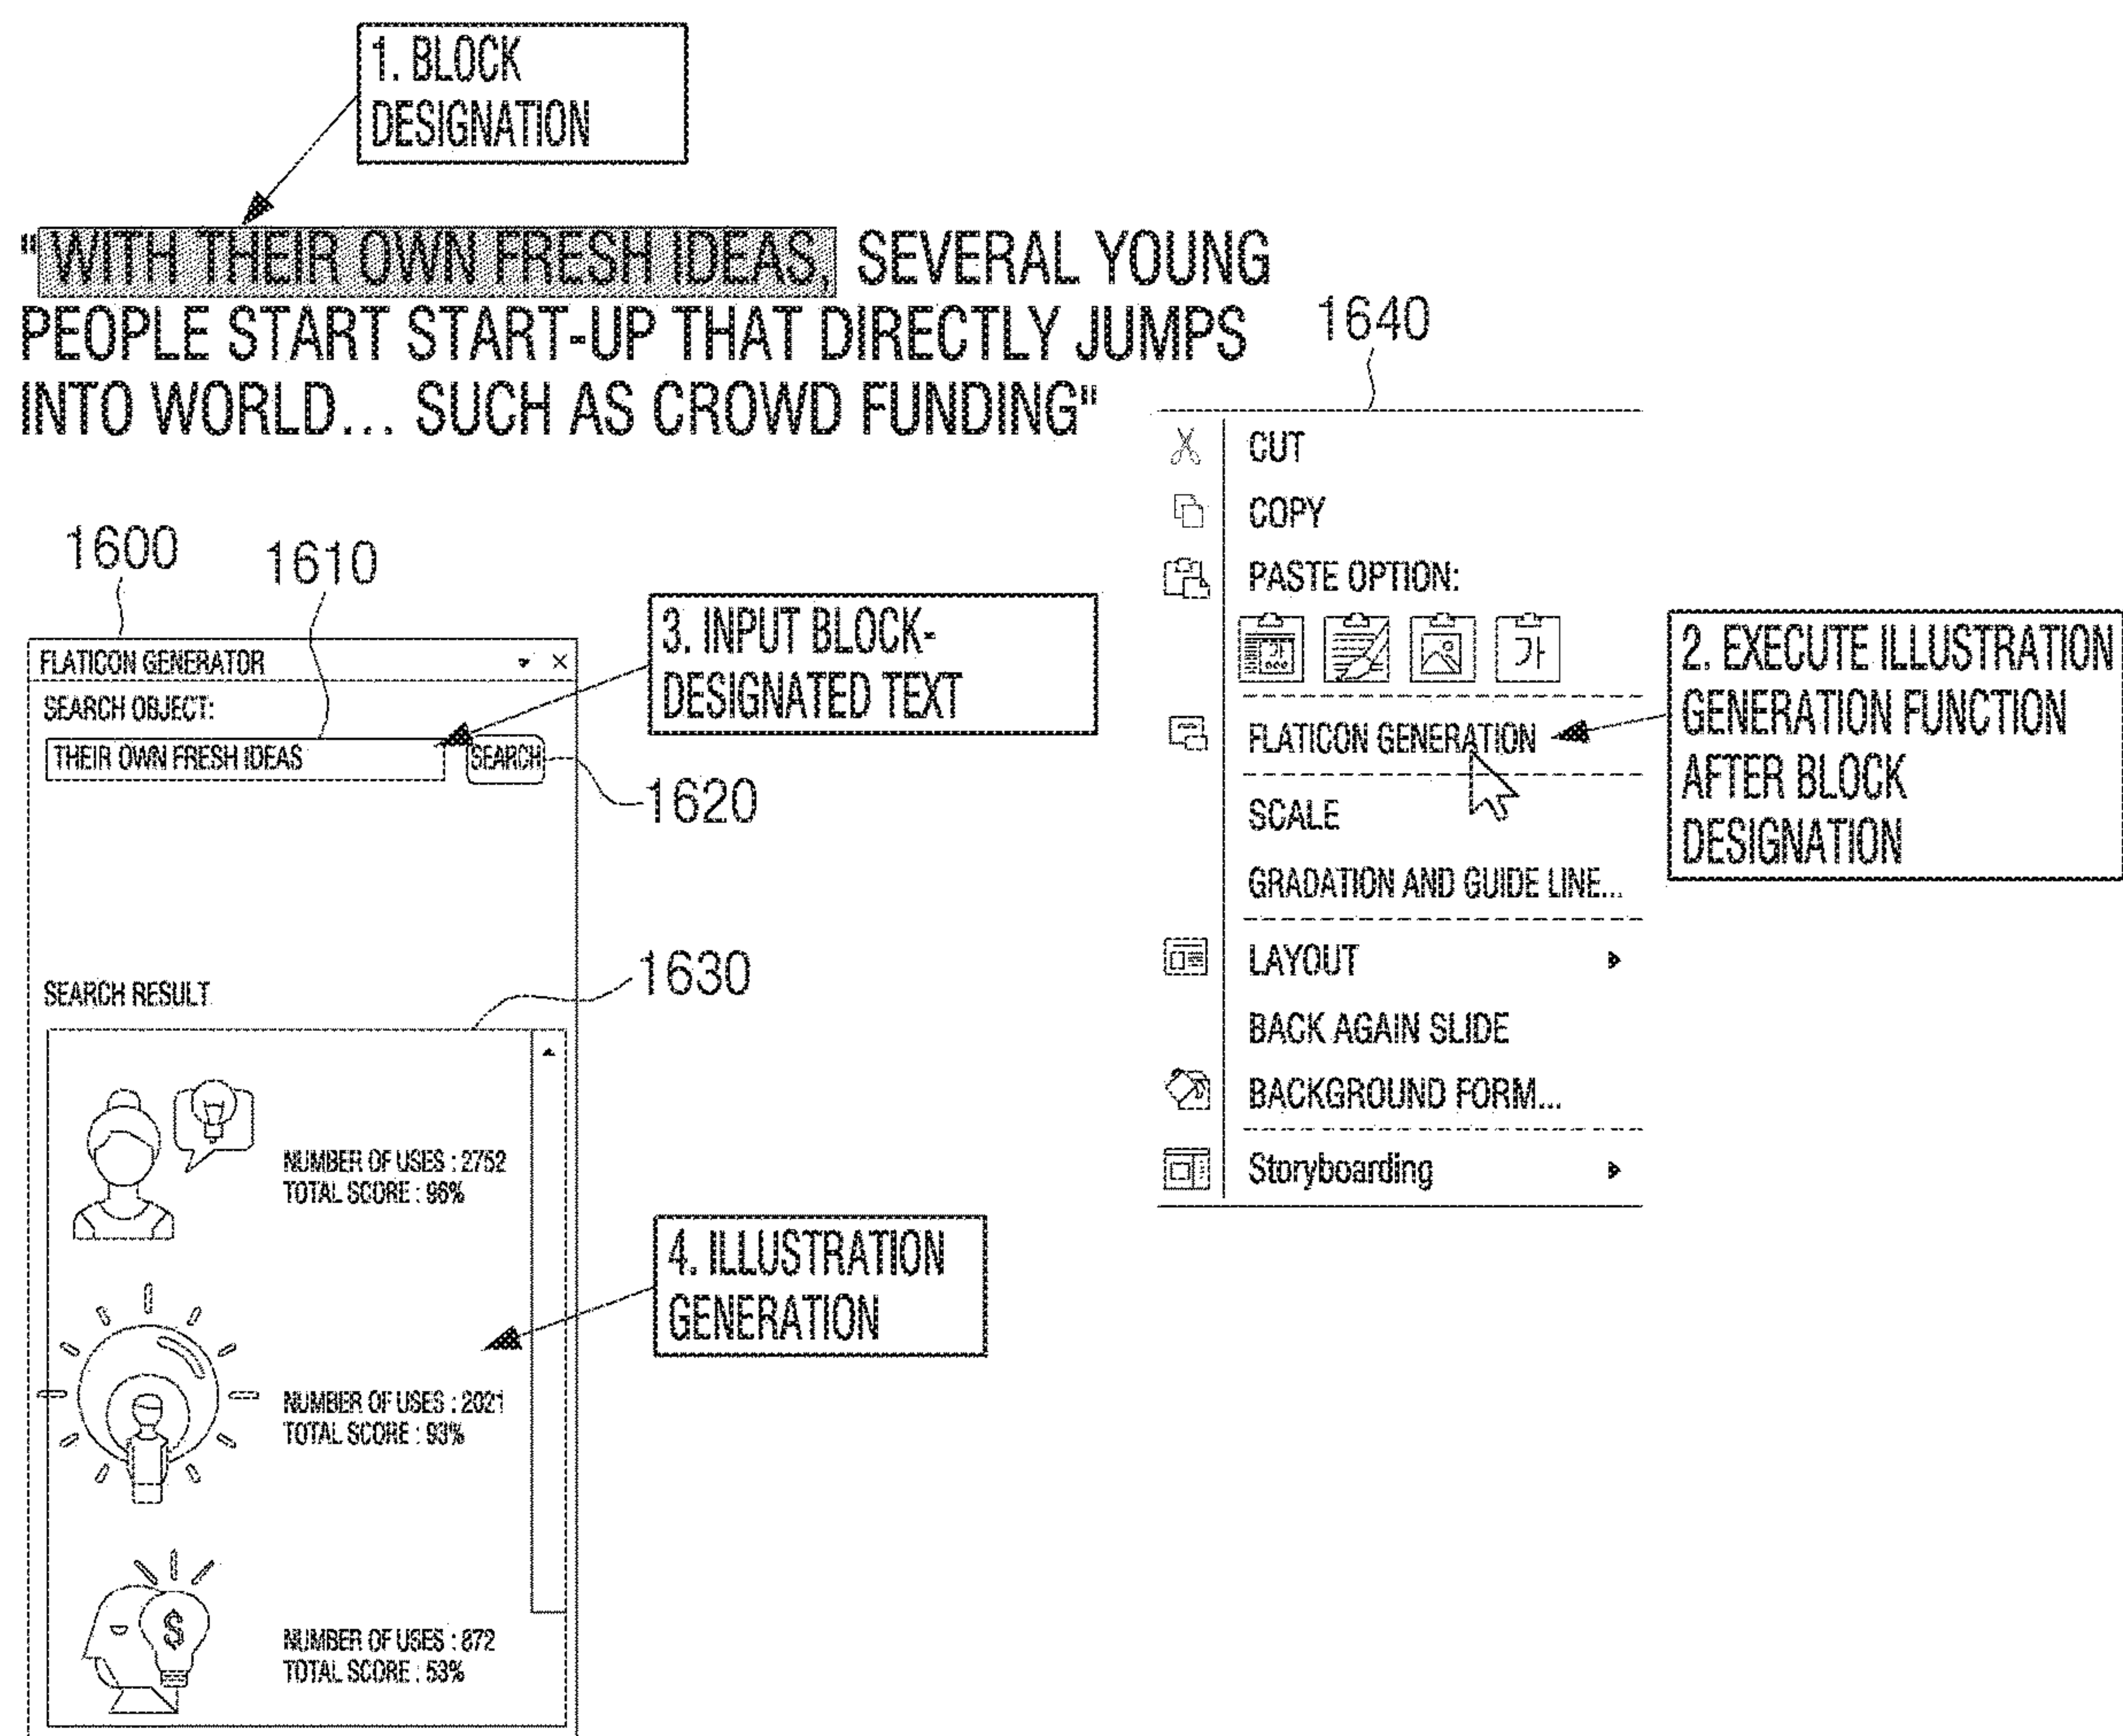 1. BLOCK
DESIGNATION
" WITH THEIR OWN FRESH IDEAS, SEVERAL YOUNG
PEOPLE START START-UP THAT DIRECTLY JUMPS
INTO WORLD... SUCH AS CROWD FUNDING"
1640
CUT
COPY
PASTE OPTION:
가
가
FLATICON GENERATION
SCALE
GRADATION AND GUIDE LINE...
LAYOUT
BACK AGAIN SLIDE
BACKGROUND FORM...
Storyboarding
2. EXECUTE ILLUSTRATION
GENERATION FUNCTION
AFTER BLOCK
DESIGNATION
1600
1610
FLATICON GENERATOR
SEARCH OBJECT:
THEIR OWN FRESH IDEAS
SEARCH
3. INPUT BLOCK-
DESIGNATED TEXT
1620
1630
SEARCH RESULT
NUMBER OF USES : 2752
TOTAL SCORE : 96%
NUMBER OF USES : 2021
TOTAL SCORE : 93%
$
NUMBER OF USES : 872
TOTAL SCORE : 53%
4. ILLUSTRATION
GENERATION